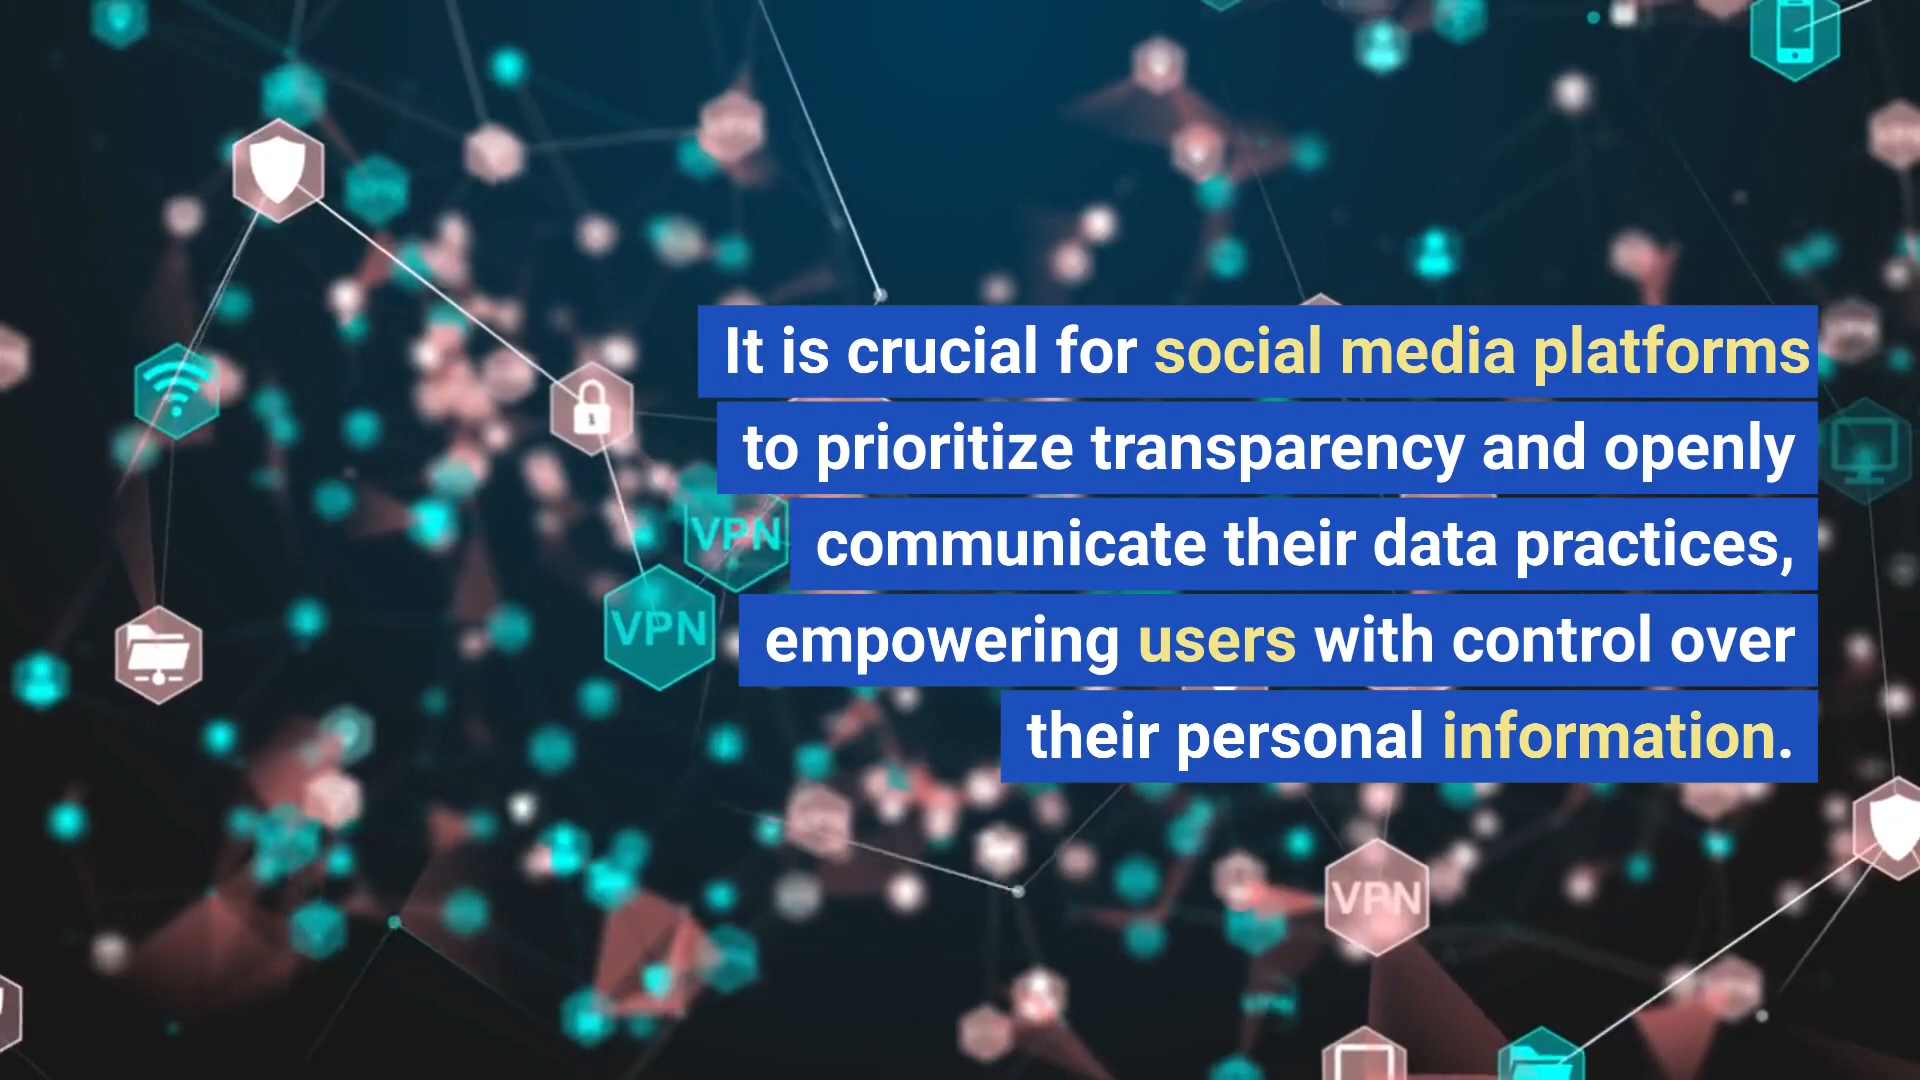 It is crucial for social media platforms
to prioritize transparency and openly
communicate their data practices,
empowering users with control over
their personal information.
VPN
VPN
VPN